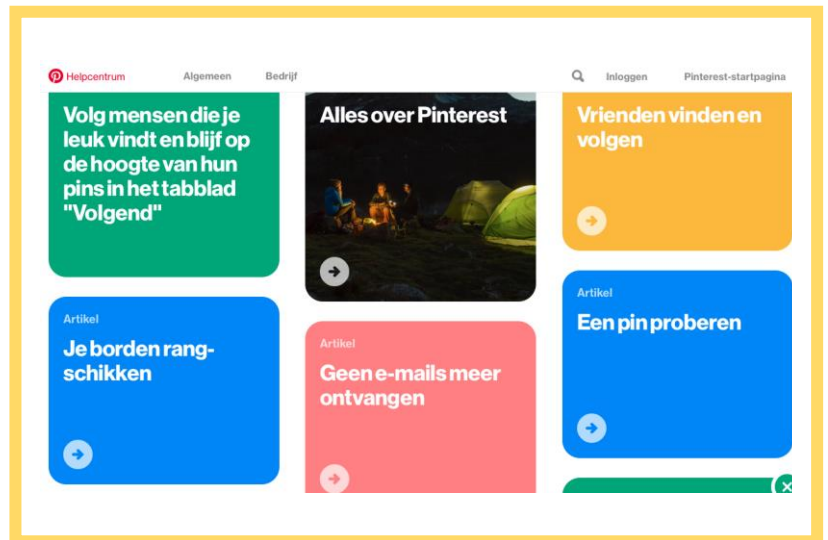 Helpcentrum Algemeen Bedrijf Inloggen Pinterest-startpagina
Volg mensen die je
leuk vindt en blijf op
de hoogte van hun
pins in het tabblad
"Volgend"
Alles over Pinterest
Vrienden vinden en
volgen
Artikel
Je borden rang-
schikken
Artikel
Geen e-mails meer
ontvangen
Artikel
Een pin proberen